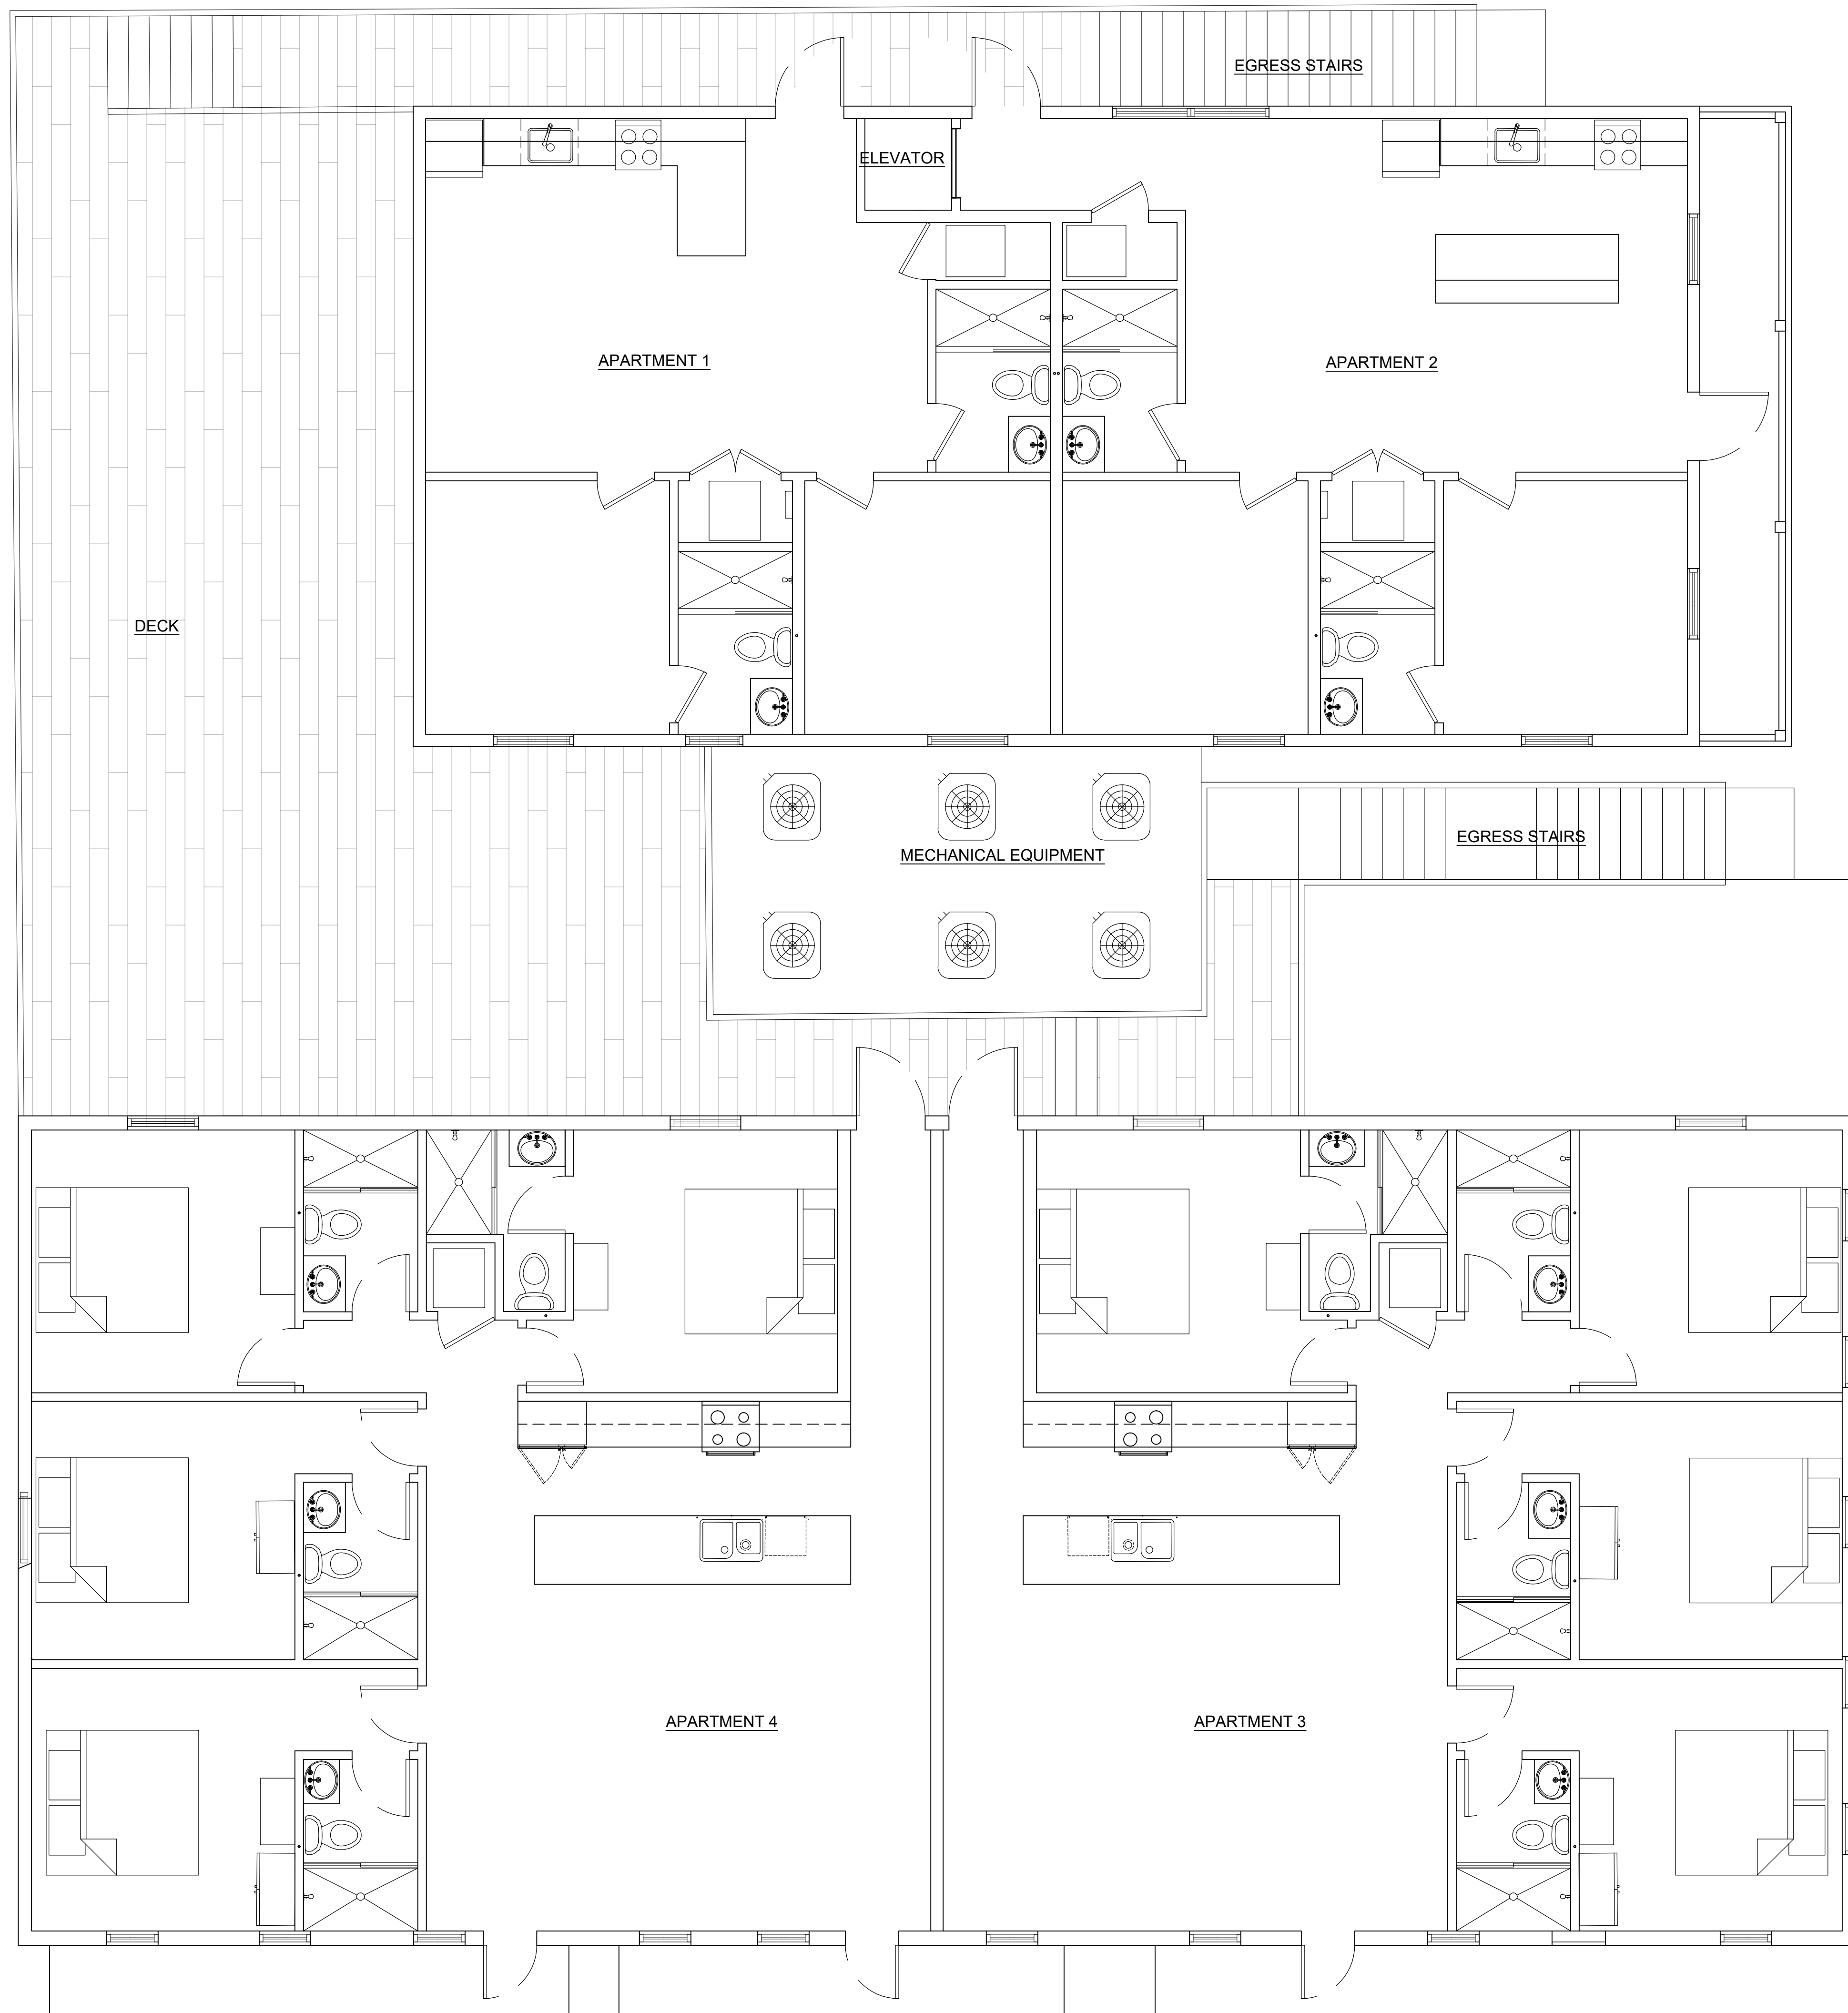 EGRESS STAIRS
ELEVATOR
APARTMENT 1
APARTMENT 2
DECK
EGRESS STAIRS
MECHANICAL EQUIPMENT
APARTMENT 4
APARTMENT 3